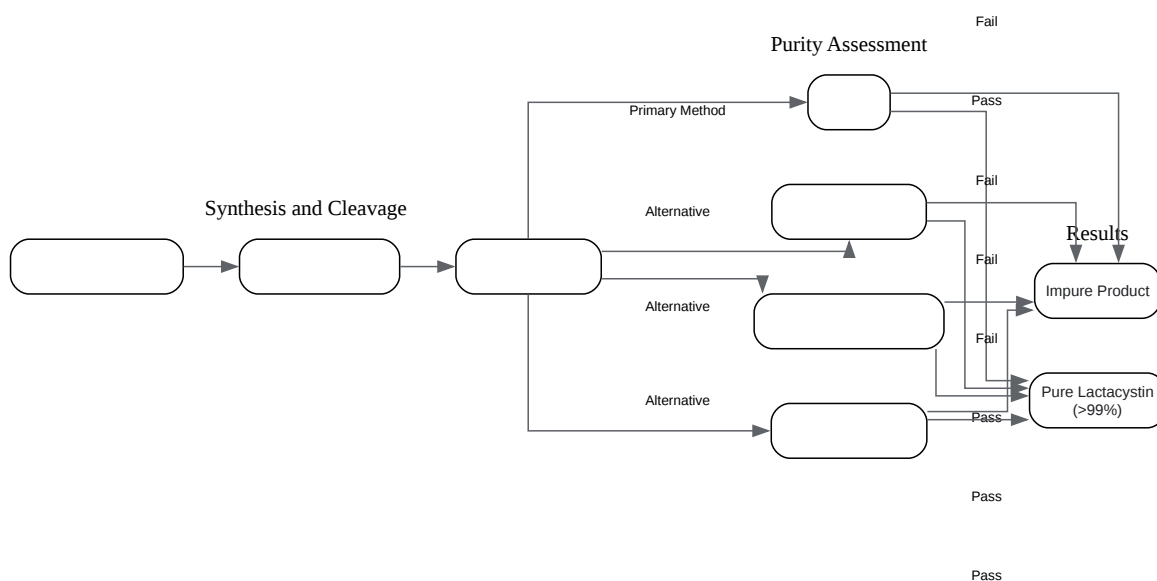 Fail
Purity Assessment
Pass
Primary Method
Fail
Synthesis and Cleavage
Alternative
Results
Fail
Impure Product
Alternative
Fail
Pure Lactacystin
(>99%)
Alternative
Pass
Pass
Pass